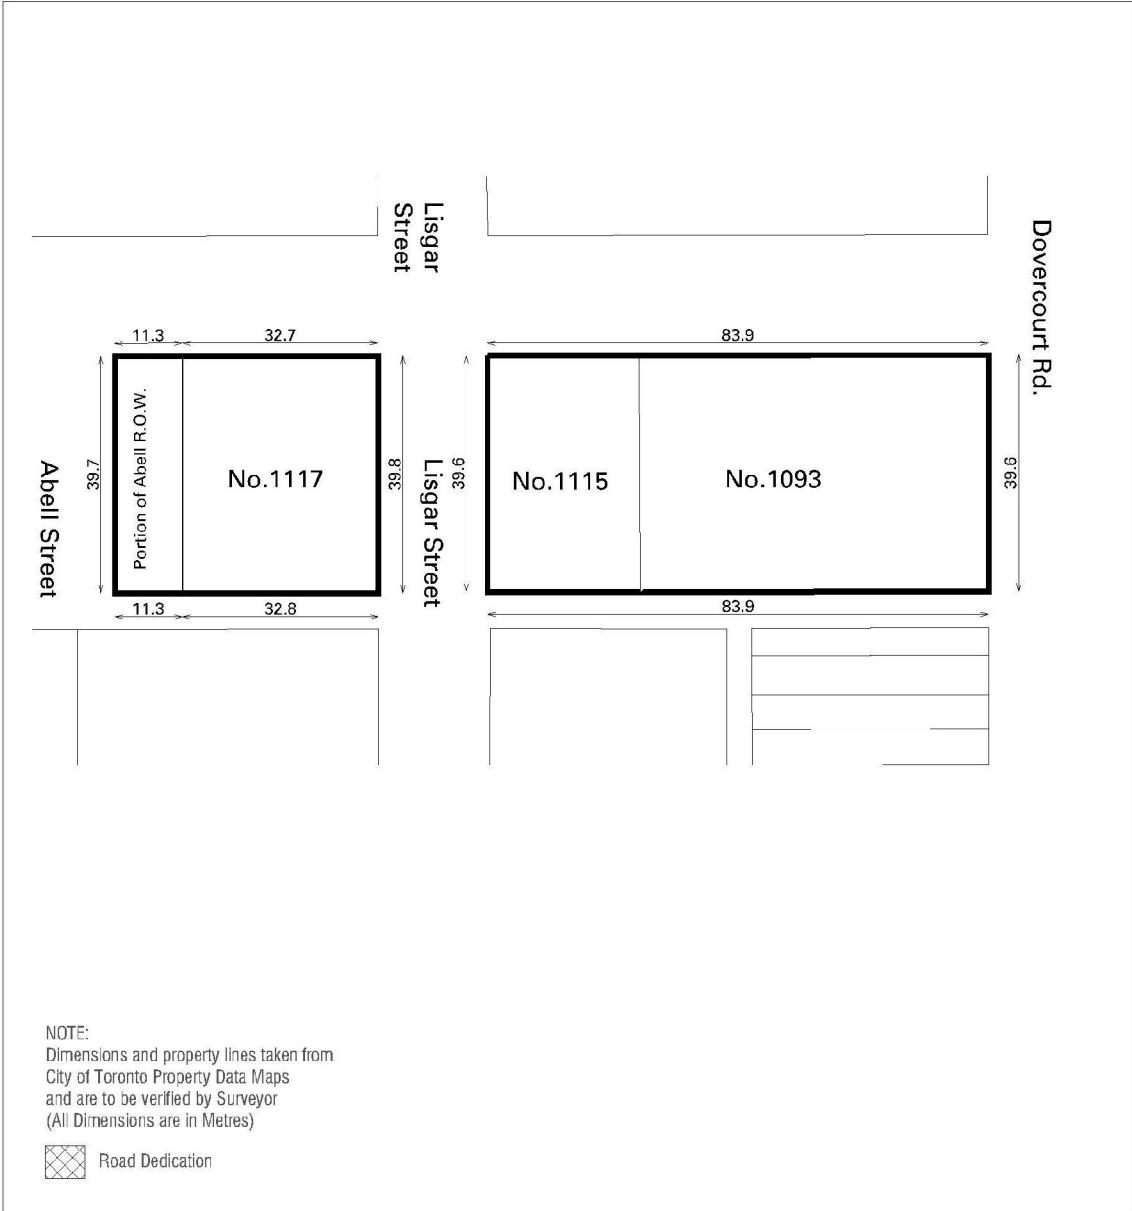 Lisgar
Street
Dovercourt Rd.
11.3
32.7
83.9
39.7
Portion of Abell R.O.W.
No.1117
39.8
Lisgar Street
39.6
No.1115
No.1093
39.6
Abell Street
11.3
32.8
83.9
NOTE:
Dimensions and property lines taken from
City of Toronto Property Data Maps
and are to be verified by Surveyor
(All Dimensions are in Metres)
Road Dedication